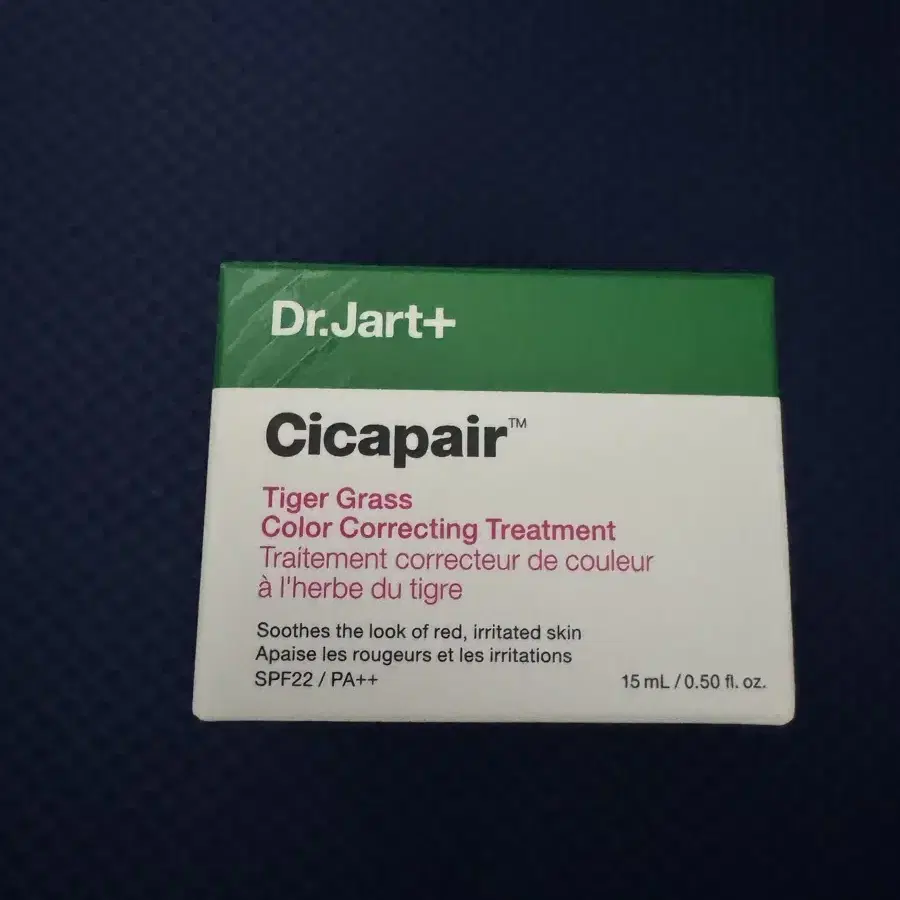 Dr.Jart+
Cicapair™
Tiger Grass
Color Correcting Treatment
Traitement correcteur de couleur
à l'herbe du tigre
Soothes the look of red, irritated skin
Apaise les rougeurs et les irritations
SPF22 / PA++
15 mL / 0.50 fl. oz.